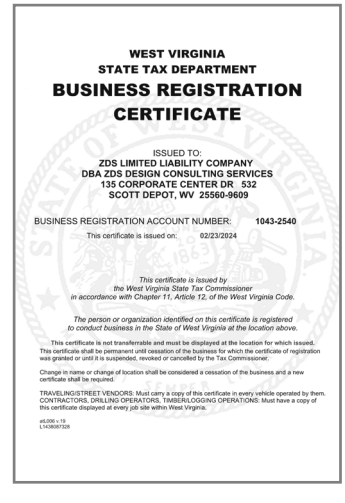 WEST VIRGINIA
STATE TAX DEPARTMENT
BUSINESS REGISTRATION
CERTIFICATE
ISSUED TO:
ZDS LIMITED LIABILITY COMPANY
DBA ZDS DESIGN CONSULTING SERVICES
135 CORPORATE CENTER DR 532
SCOTT DEPOT, WV 25560-9609
BUSINESS REGISTRATION ACCOUNT NUMBER: 1043-2540
This certificate is issued on: 02/23/2024
This certificate is issued by
the West Virginia State Tax Commissioner
in accordance with Chapter 11, Article 12, of the West Virginia Code.
The person or organization identified on this certificate is registered
to conduct business in the State of West Virginia at the location above.
This certificate is not transferrable and must be displayed at the location for which issued.
This certificate shall be permanent until cessation of the business for which the certificate of registration
was granted or until it is suspended, revoked or cancelled by the Tax Commissioner.
Change in name or change of location shall be considered a cessation of the business and a new
certificate shall be required.
TRAVELING/STREET VENDORS: Must carry a copy of this certificate in every vehicle operated by them.
CONTRACTORS, DRILLING OPERATORS, TIMBER/LOGGING OPERATIONS: Must have a copy of
this certificate displayed at every job site within West Virginia.
atL006 v.19
L1438087328